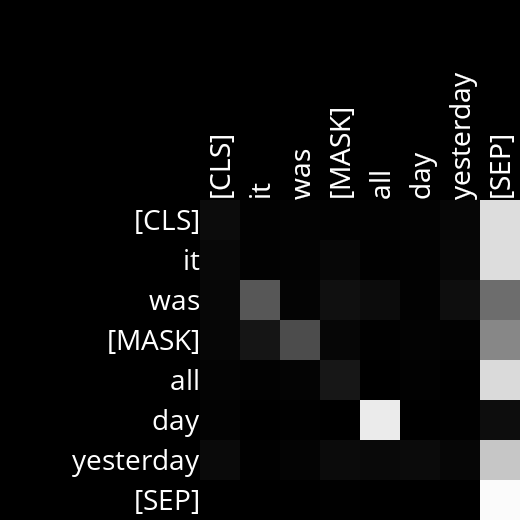 [CLS]
it
was
[MASK]
all
day
yesterday
[SEP]
[CLS]
it
was
[MASK]
all
day
yesterday
[SEP]